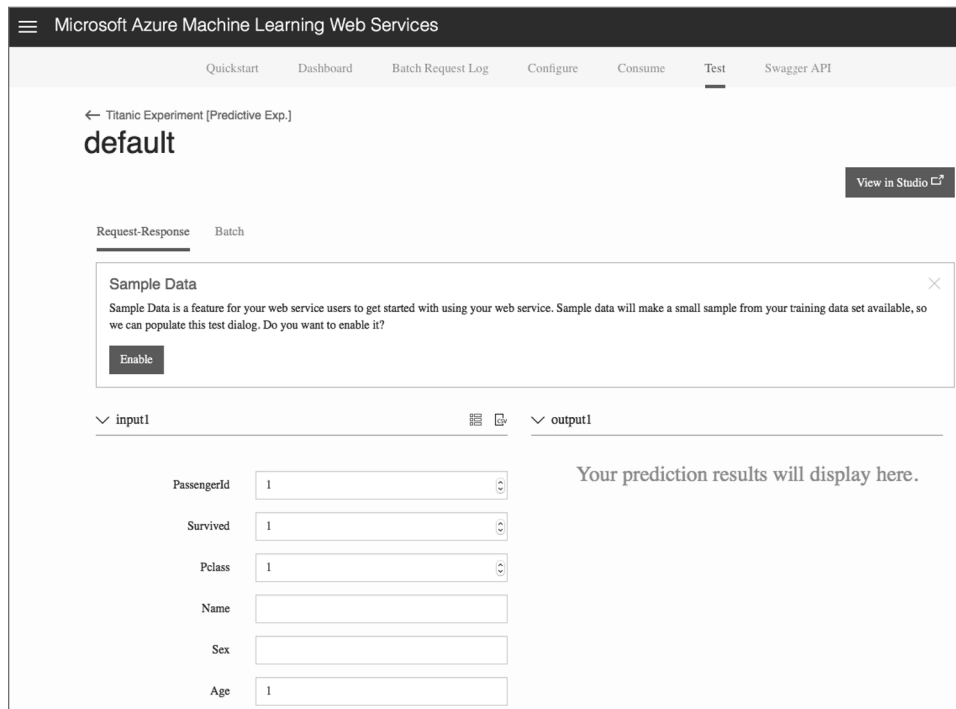 Microsoft Azure Machine Learning Web Services
Quickstart Dashboard Batch Request Log Configure Consume Test Swagger API
Titanic Experiment [Predictive Exp.]
default
View in Studio
Request-Response Batch
Sample Data
Sample Data is a feature for your web service users to get started with using your web service. Sample data will make a small sample from your training data set available, so
we can populate this test dialog. Do you want to enable it?
Enable
input1 CSV output1
Your prediction results will display here.
PassengerId 1
Survived 1
Pclass 1
Name
Sex
Age 1